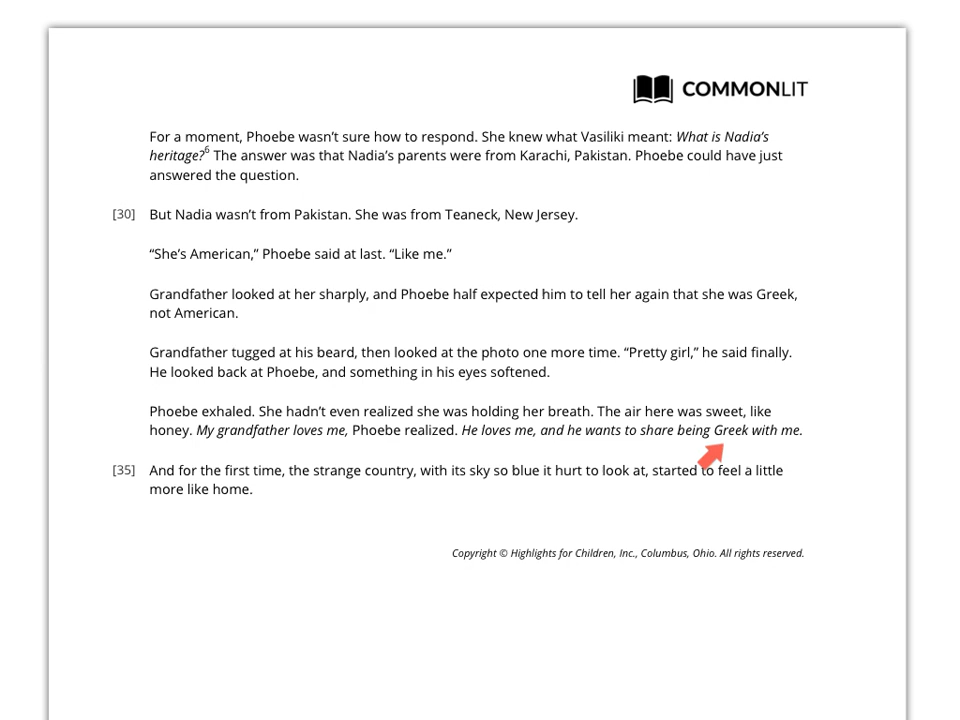 COMMONLIT
For a moment, Phoebe wasn’t sure how to respond. She knew what Vasiliki meant: What is Nadia’s
heritage?6 The answer was that Nadia’s parents were from Karachi, Pakistan. Phoebe could have just
answered the question.
[30] But Nadia wasn’t from Pakistan. She was from Teaneck, New Jersey.
“She’s American,” Phoebe said at last. “Like me.”
Grandfather looked at her sharply, and Phoebe half expected him to tell her again that she was Greek,
not American.
Grandfather tugged at his beard, then looked at the photo one more time. “Pretty girl,” he said finally.
He looked back at Phoebe, and something in his eyes softened.
Phoebe exhaled. She hadn’t even realized she was holding her breath. The air here was sweet, like
honey. My grandfather loves me, Phoebe realized. He loves me, and he wants to share being Greek with me.
[35] And for the first time, the strange country, with its sky so blue it hurt to look at, started to feel a little
more like home.
Copyright © Highlights for Children, Inc., Columbus, Ohio. All rights reserved.